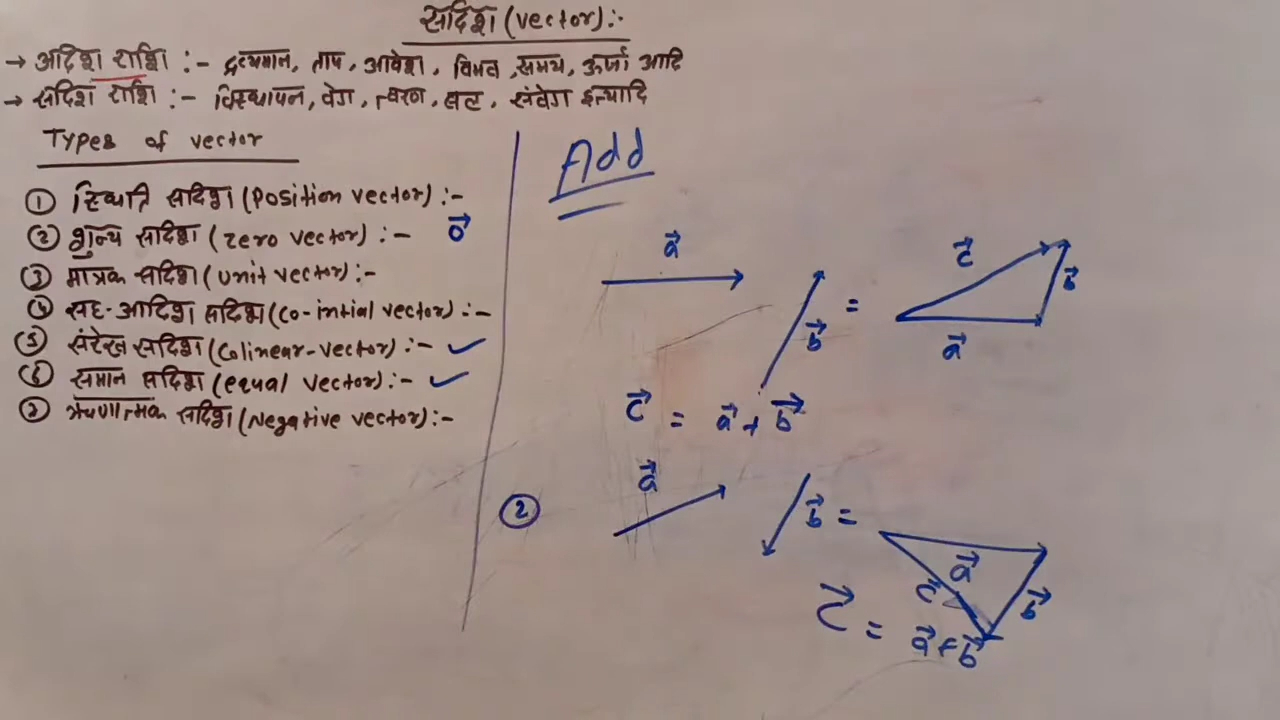 सदिश (vector):-
→ अदिश राशि :- द्रव्यमान, ताप, आवेश, विभव, समय, ऊर्जा आदि
→ सदिश राशि :- विस्थापन, वेग, त्वरण, बल, संवेग इत्यादि
Types of vector
① स्थिति सदिश (Position vector) :-
② शुन्य सदिश (zero vector) :- 0⃗
③ मात्रक सदिश (unit vector) :-
④ सह-आदिश सदिश (co-intial vector) :-
⑤ संरेख सदिश (colinear-vector) :- ✓
⑥ समान सदिश (equal vector) :- ✓
⑦ ऋणात्मक सदिश (Negative vector) :-
Add
a⃗
b⃗ =
c⃗
b⃗
a⃗
c⃗ = a⃗ + b⃗
②
a⃗
b⃗ =
a⃗
c⃗
b⃗
c⃗ = a⃗ + b⃗